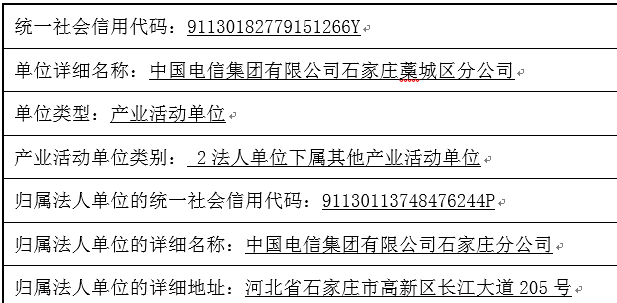 统一社会信用代码：91130182779151266Y
单位详细名称：中国电信集团有限公司石家庄藁城区分公司
单位类型：产业活动单位
产业活动单位类别： 2法人单位下属其他产业活动单位
归属法人单位的统一社会信用代码：91130113748476244P
归属法人单位的详细名称：中国电信集团有限公司石家庄分公司
归属法人单位的详细地址：河北省石家庄市高新区长江大道205号